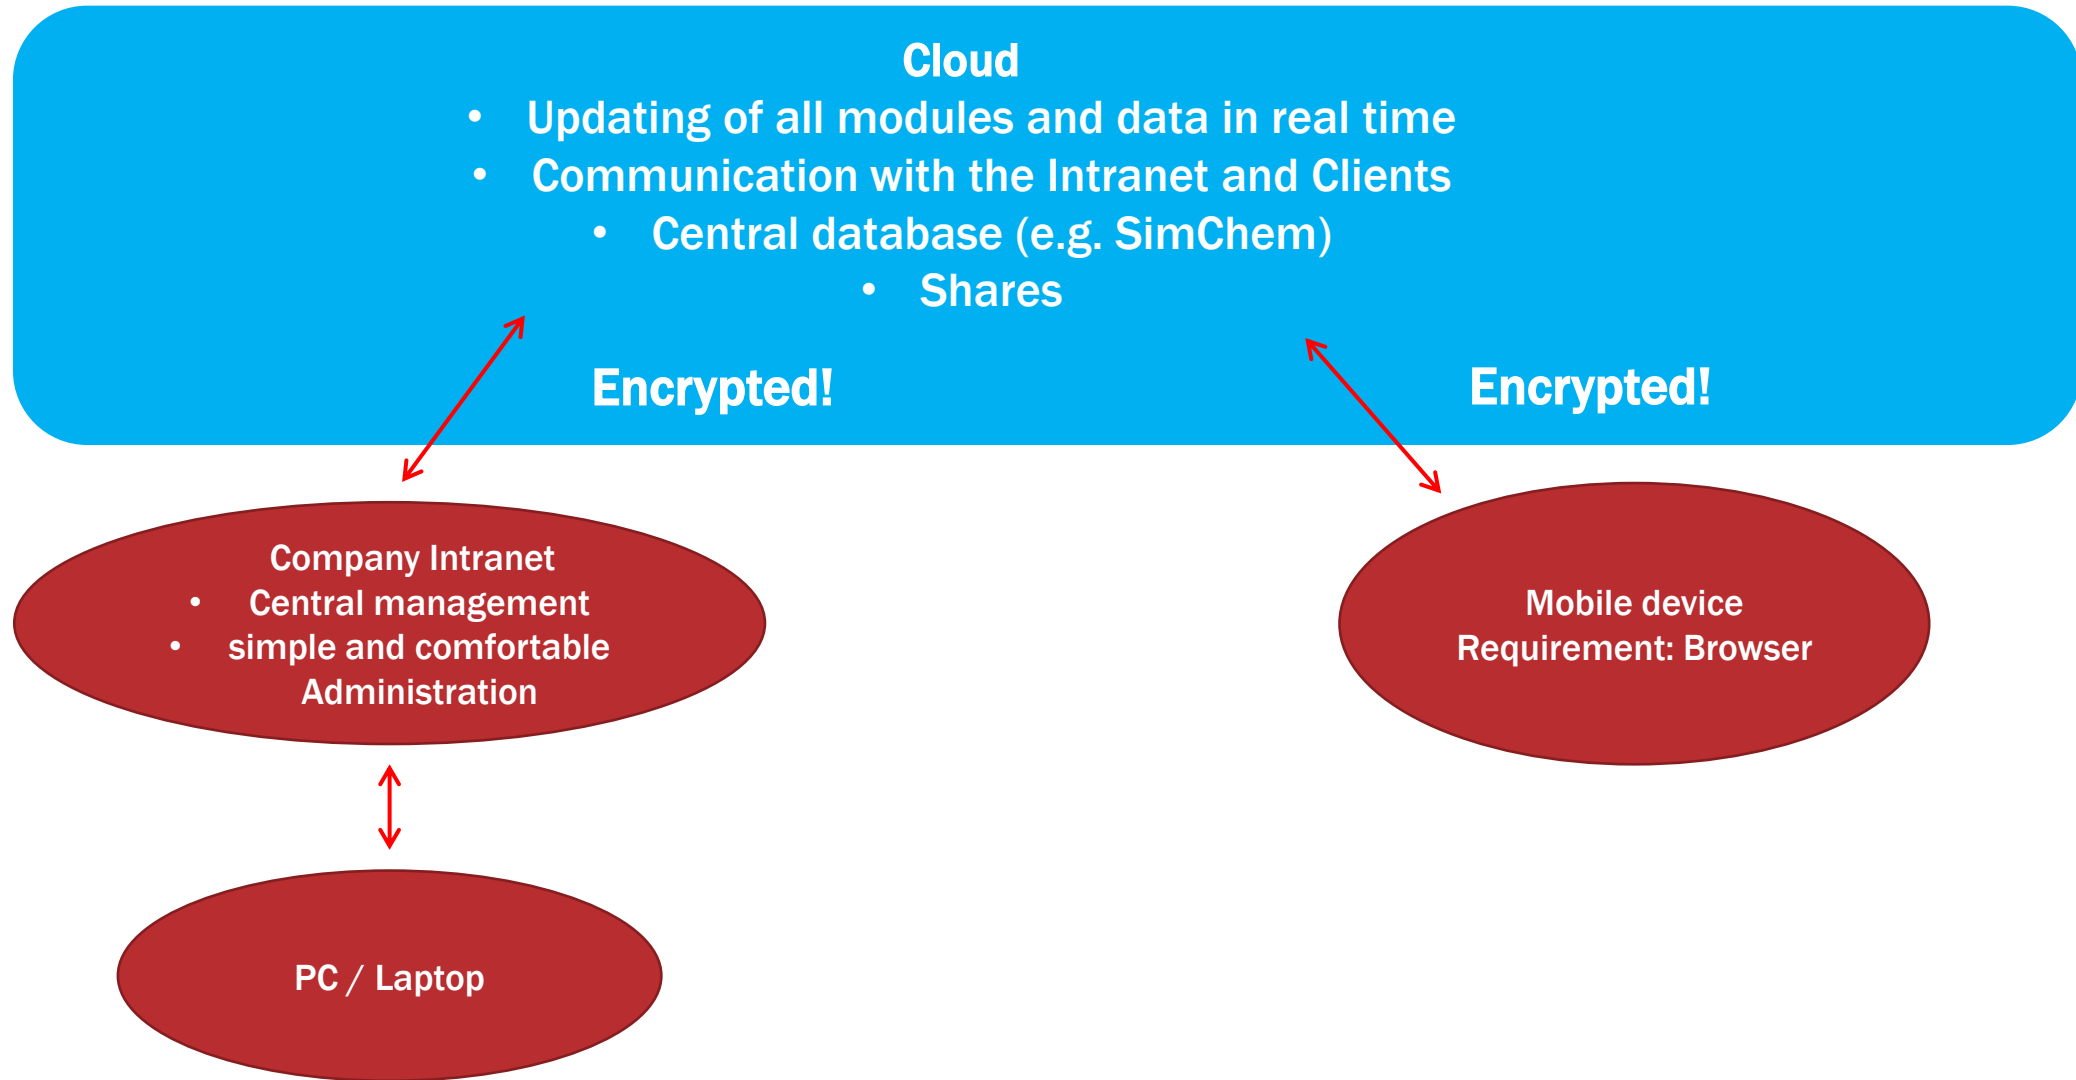 Cloud
• Updating of all modules and data in real time
• Communication with the Intranet and Clients
• Central database (e.g. SimChem)
• Shares
Encrypted!
Encrypted!
Company Intranet
• Central management
• simple and comfortable
Administration
Mobile device
Requirement: Browser
PC / Laptop